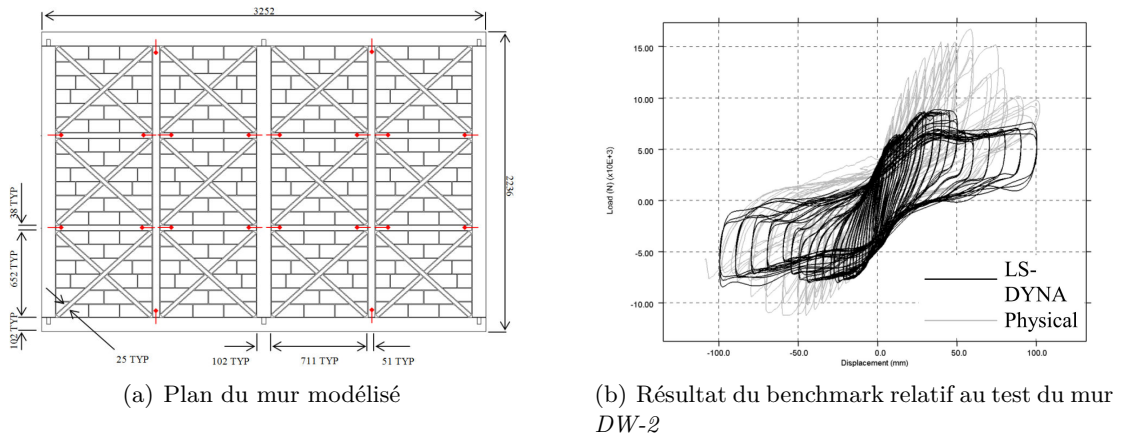 3252
2236
38 TYP
652 TYP
102 TYP
25 TYP
102 TYP
711 TYP
51 TYP
(a) Plan du mur modélisé
15.00
10.00
5.00
0.00
-5.00
-10.00
Load (N) (x10E+3)
-100.0
-50.0
0.0
50.0
100.0
Displacement (mm)
LS-
DYNA
Physical
(b) Résultat du benchmark relatif au test du mur
DW-2